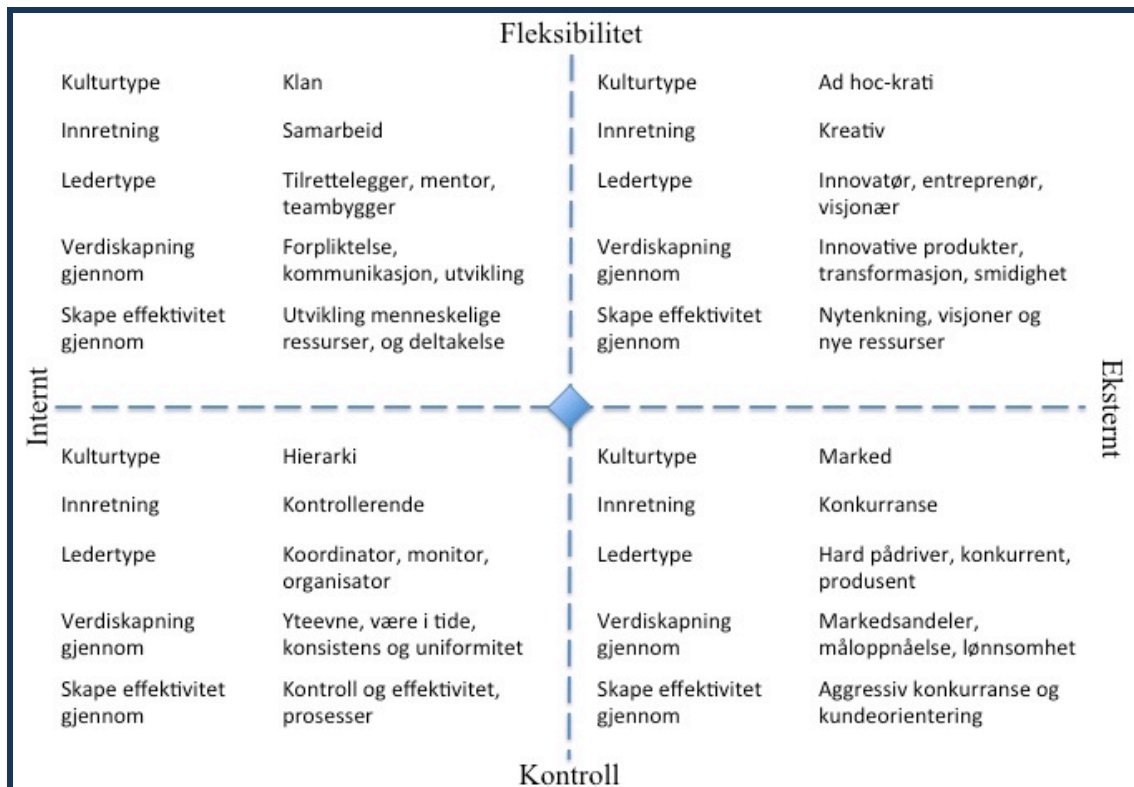 Fleksibilitet
Kulturtype Klan
Innretning Samarbeid
Ledertype Tilrettelegger, mentor,
teambygger
Verdiskapning Forpliktelse,
gjennom kommunikasjon, utvikling
Skape effektivitet Utvikling menneskelige
gjennom ressurser, og deltakelse
Kulturtype Ad hoc-krati
Innretning Kreativ
Ledertype Innovatør, entreprenør,
visjonær
Verdiskapning Innovative produkter,
gjennom transformasjon, smidighet
Skape effektivitet Nytenkning, visjoner og
gjennom nye ressurser
Internt
Eksternt
Kulturtype Hierarki
Innretning Kontrollerende
Ledertype Koordinator, monitor,
organisator
Verdiskapning Yteevne, være i tide,
gjennom konsistens og uniformitet
Skape effektivitet Kontroll og effektivitet,
gjennom prosesser
Kulturtype Marked
Innretning Konkurranse
Ledertype Hard pådriver, konkurrent,
produsent
Verdiskapning Markedsandeler,
gjennom måloppnåelse, lønnsomhet
Skape effektivitet Aggressiv konkurranse og
gjennom kundeorientering
Kontroll